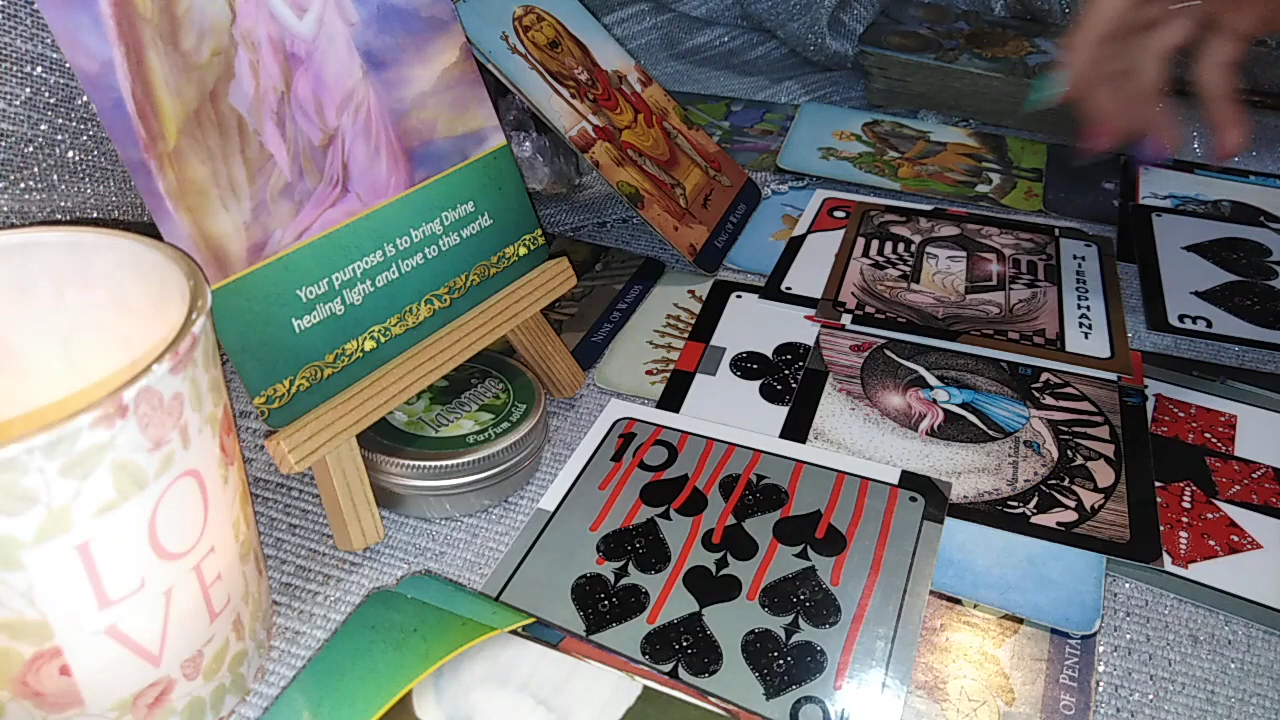 Your purpose is to bring Divine
healing light and love to this world.
KING OF WANDS
NINE OF WANDS
6
HIEROPHANT
3
Jasmine
Parfum solid
10
LO
VE
OF PENTAC